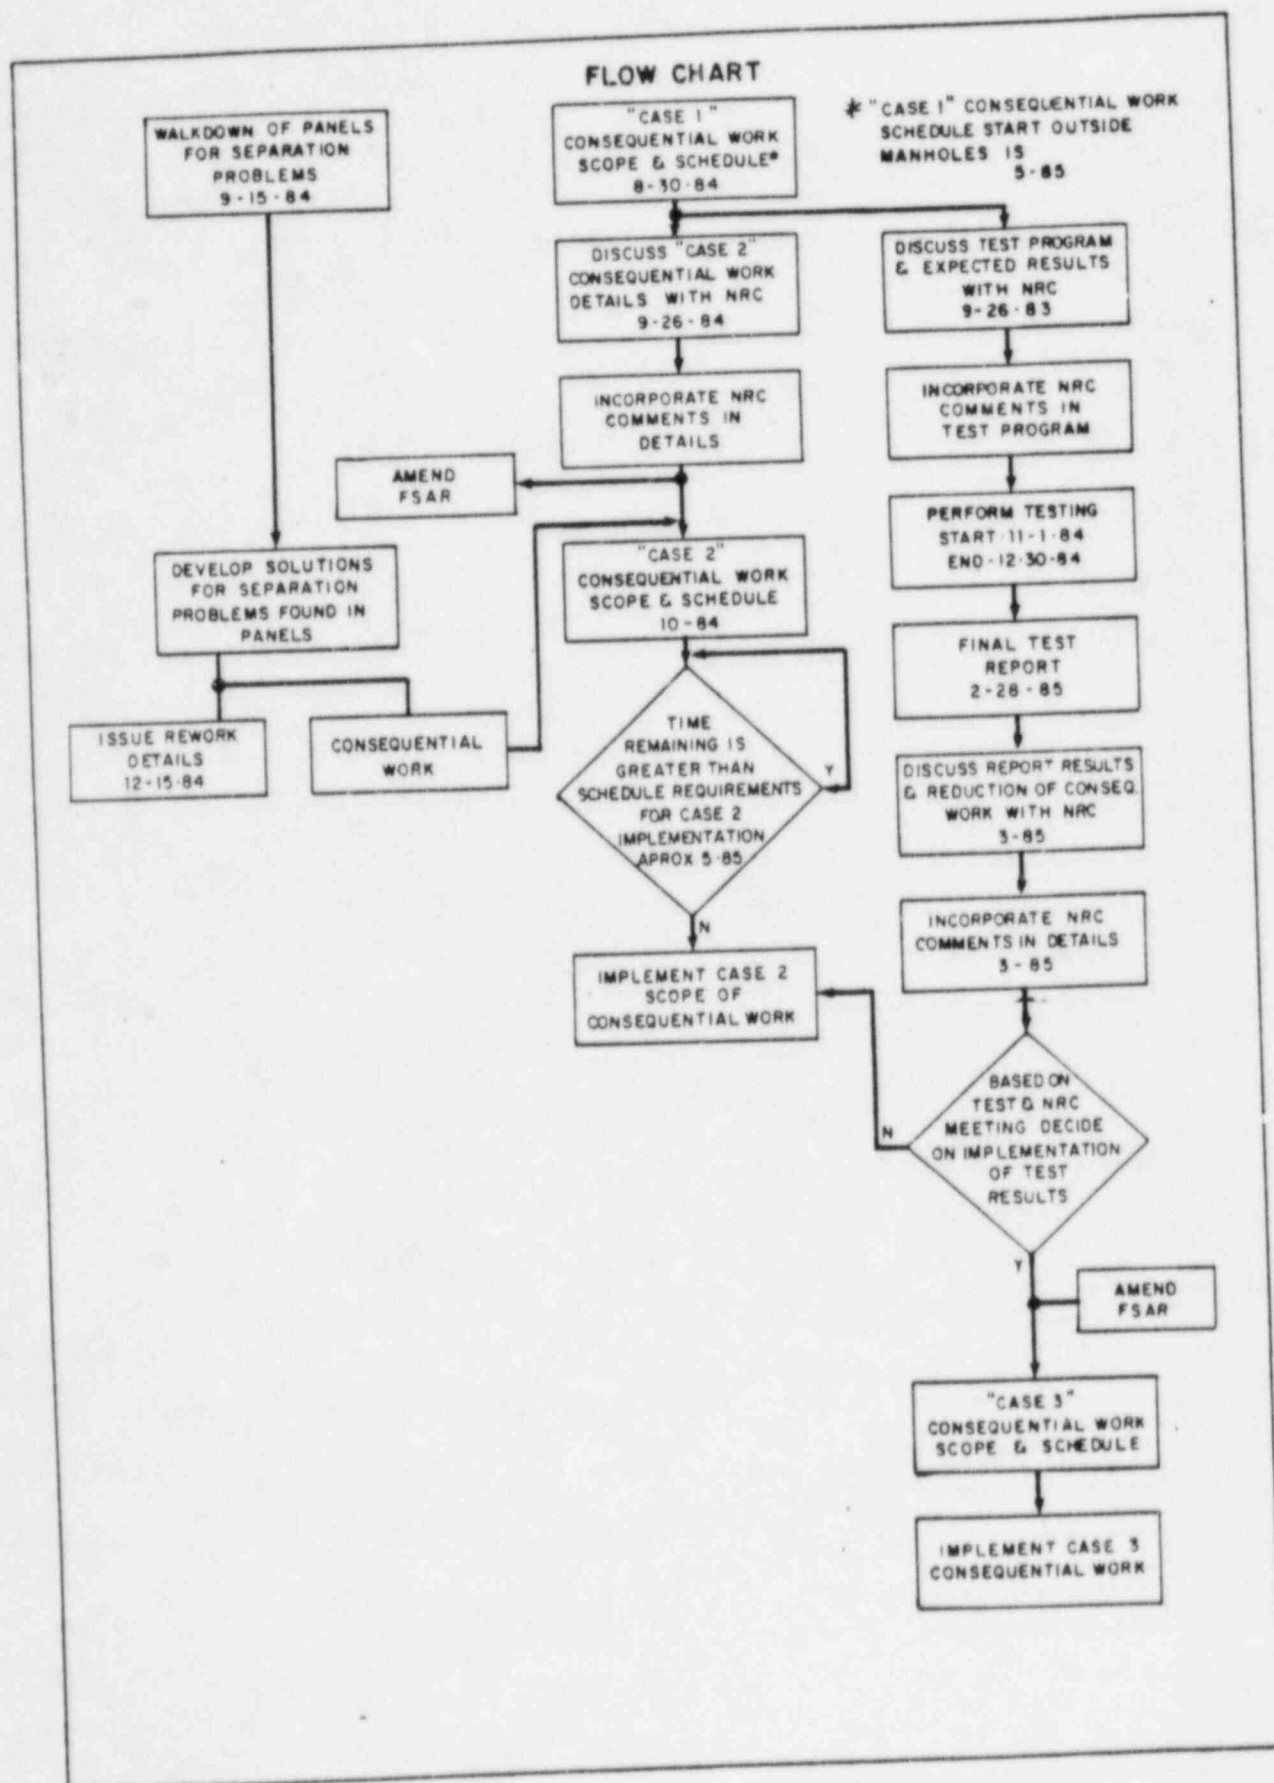 FLOW CHART
WALKDOWN OF PANELS
FOR SEPARATION
PROBLEMS
9-15-84
"CASE 1"
CONSEQUENTIAL WORK
SCOPE & SCHEDULE*
8-30-84
* "CASE 1" CONSEQUENTIAL WORK
SCHEDULE START OUTSIDE
MANHOLES IS
5-85
DISCUSS "CASE 2"
CONSEQUENTIAL WORK
DETAILS WITH NRC
9-26-84
DISCUSS TEST PROGRAM
& EXPECTED RESULTS
WITH NRC
9-26-83
INCORPORATE NRC
COMMENTS IN
DETAILS
INCORPORATE NRC
COMMENTS IN
TEST PROGRAM
AMEND
FSAR
PERFORM TESTING
START-11-1-84
END-12-30-84
DEVELOP SOLUTIONS
FOR SEPARATION
PROBLEMS FOUND IN
PANELS
"CASE 2"
CONSEQUENTIAL WORK
SCOPE & SCHEDULE
10-84
FINAL TEST
REPORT
2-28-85
ISSUE REWORK
DETAILS
12-15-84
CONSEQUENTIAL
WORK
TIME
REMAINING IS
GREATER THAN
SCHEDULE REQUIREMENTS
FOR CASE 2
IMPLEMENTATION
APROX 5-85
Y
N
DISCUSS REPORT RESULTS
& REDUCTION OF CONSEQ.
WORK WITH NRC
3-85
INCORPORATE NRC
COMMENTS IN DETAILS
3-85
IMPLEMENT CASE 2
SCOPE OF
CONSEQUENTIAL WORK
BASED ON
TEST & NRC
MEETING DECIDE
ON IMPLEMENTATION
OF TEST
RESULTS
N
Y
AMEND
FSAR
"CASE 3"
CONSEQUENTIAL WORK
SCOPE & SCHEDULE
IMPLEMENT CASE 3
CONSEQUENTIAL WORK